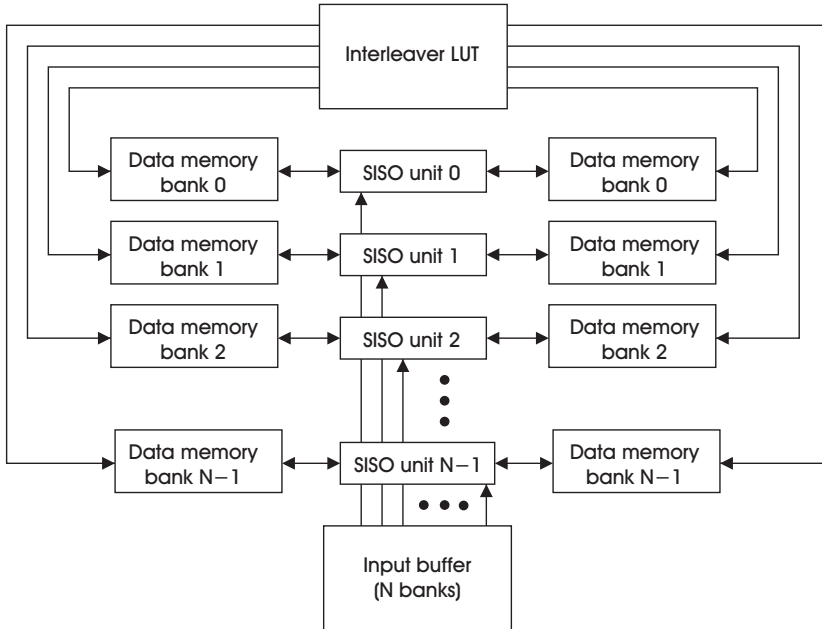 Interleaver LUT
Data memory
bank 0
SISO unit 0
Data memory
bank 0
Data memory
bank 1
SISO unit 1
Data memory
bank 1
Data memory
bank 2
SISO unit 2
Data memory
bank 2
Data memory
bank N−1
SISO unit N−1
Data memory
bank N−1
Input buffer
(N banks)